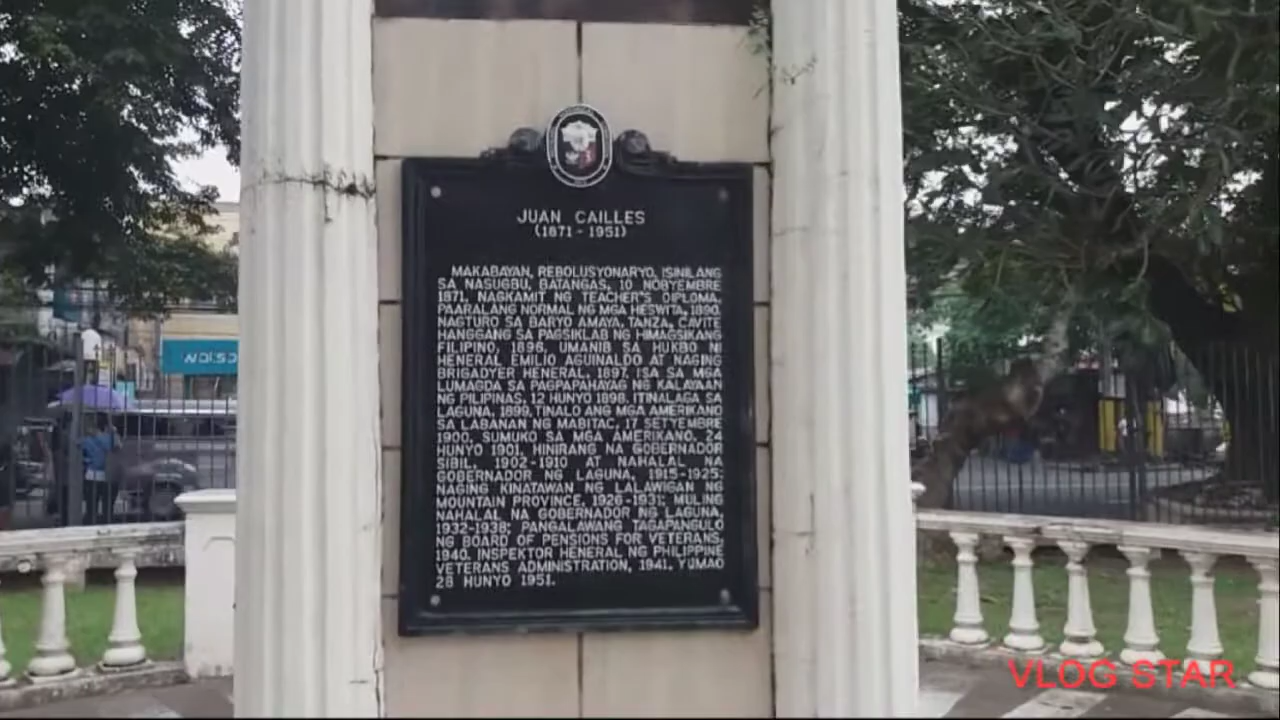 JUAN CAILLES
(1871 - 1951)
MAKABAYAN, REBOLUSYONARYO, ISINILANG
SA NASUGBU, BATANGAS, 10 NOBYEMBRE
1871. NAGKAMIT NG TEACHER'S DIPLOMA,
PAARALANG NORMAL NG MGA HESWITA, 1890.
NAGTURO SA BARYO AMAYA, TANZA, CAVITE
HANGGANG SA PAGSIKLAB NG HIMAGSIKANG
FILIPINO, 1896. UMANIB SA HUKBO NI
HENERAL EMILIO AGUINALDO AT NAGING
BRIGADYER HENERAL, 1897. ISA SA MGA
LUMAGDA SA PAGPAPAHAYAG NG KALAYAAN
NG PILIPINAS, 12 HUNYO 1898. ITINALAGA SA
LAGUNA, 1899. TINALO ANG MGA AMERIKANO
SA LABANAN NG MABITAC, 17 SETYEMBRE
1900. SUMUKO SA MGA AMERIKANO, 24
HUNYO 1901. HINIRANG NA GOBERNADOR
SIBIL, 1902-1910 AT NAHALAL NA
GOBERNADOR NG LAGUNA, 1915-1925;
NAGING KINATAWAN NG LALAWIGAN NG
MOUNTAIN PROVINCE, 1926-1931; MULING
NAHALAL NA GOBERNADOR NG LAGUNA,
1932-1938; PANGALAWANG TAGAPANGULO
NG BOARD OF PENSIONS FOR VETERANS,
1940. INSPEKTOR HENERAL NG PHILIPPINE
VETERANS ADMINISTRATION, 1941. YUMAO
28 HUNYO 1951.
VLOG STAR